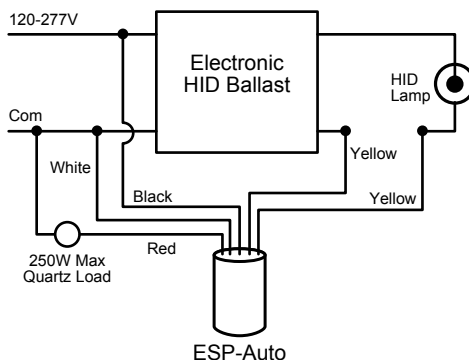 120-277V
Electronic
HID Ballast
HID
Lamp
Com
White
Yellow
Black
Yellow
Red
250W Max
Quartz Load
ESP-Auto